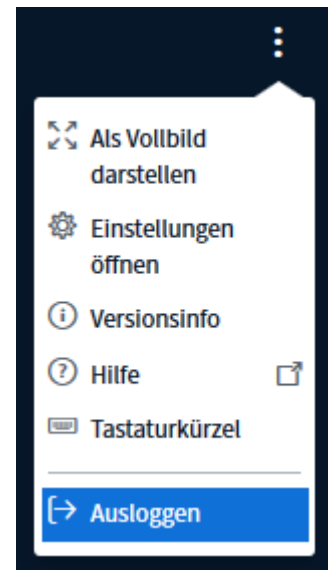 Als Vollbild
darstellen
Einstellungen
öffnen
Versionsinfo
Hilfe
Tastaturkürzel
Ausloggen